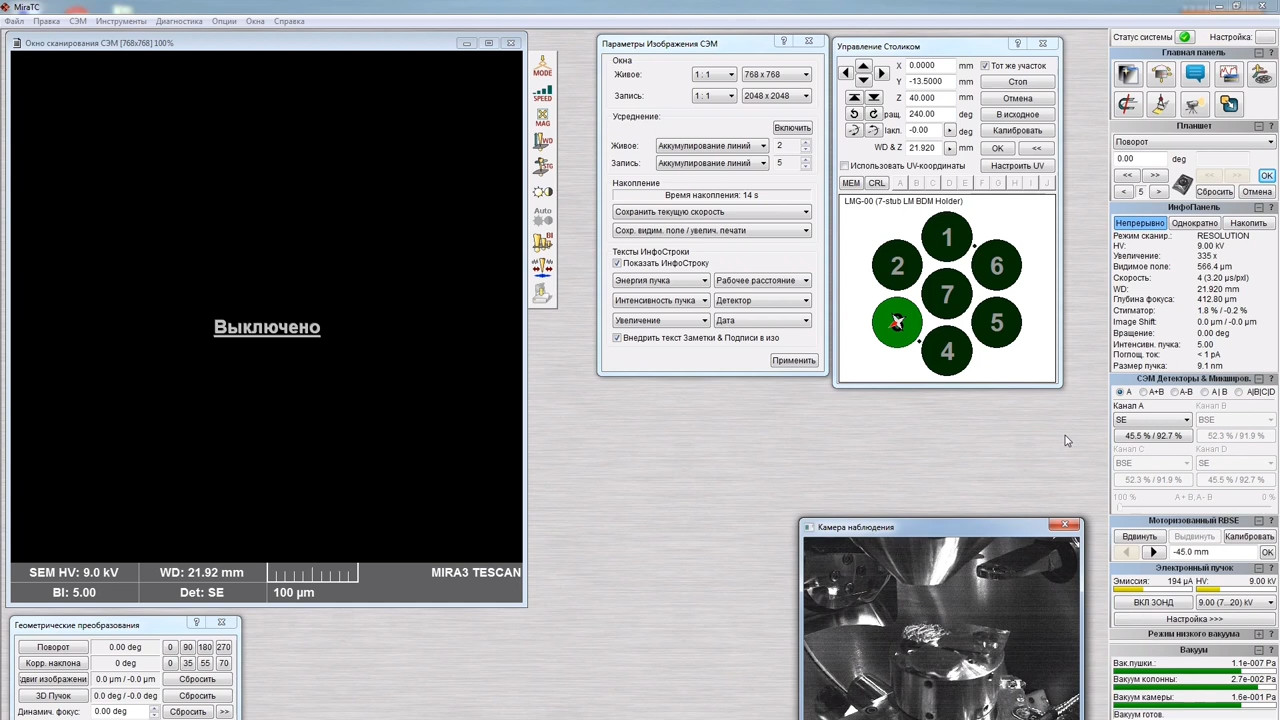 MiraTC
Файл Правка СЭМ Инструменты Диагностика Опции Окна Справка
Окно сканирования СЭМ [768x768] 100%
Выключено
SEM HV: 9.0 kV WD: 21.92 mm MIRA3 TESCAN
BI: 5.00 Det: SE 100 µm
MODE
SPEED
MAG
WD
Auto
BI
Геометрические преобразования
Поворот 0.00 deg 0 90 180 270
Корр. наклона 0 deg 0 35 55 70
двиг изображени 0.0 µm / -0.0 µm Сбросить
3D Пучок 0.0 deg / -0.0 deg Сбросить
Динамич. фокус: 0.00 deg Сбросить >>
Параметры Изображения СЭМ
Окна
Живое: 1 : 1 768 x 768
Запись: 1 : 1 2048 x 2048
Усреднение:
Включить
Живое: Аккумулирование линий 2
Запись: Аккумулирование линий 5
Накопление
Время накопления: 14 s
Сохранить текущую скорость
Сохр. видим. поле / увелич. печати
Тексты ИнфоСтроки
Показать ИнфоСтроку
Энергия пучка Рабочее расстояние
Интенсивность пучка Детектор
Увеличение Дата
Внедрить текст Заметки & Подписи в изо
Применить
Управление Столиком
X 0.0000 mm Тот же участок
Y -13.5000 mm Стоп
Z 40.000 mm Отмена
ращ. 240.00 deg В исходное
акл. -0.00 deg Калибровать
WD & Z 21.920 mm OK <<
Использовать UV-координаты Настроить UV
MEM CRL A B C D E F G H I J
LMG-00 (7-stub LM BDM Holder)
1
2 6
7
5
4
Камера наблюдения
Статус системы Настройка:
Главная панель
Планшет
Поворот
0.00 deg
<< >> << >> OK
< 5 > Сбросить Отмена
ИнфоПанель
Непрерывно Однократно Накопить
Режим сканир.: RESOLUTION
HV: 9.00 kV
Увеличение: 335 x
Видимое поле: 566.4 µm
Скорость: 4 (3.20 µs/pxl)
WD: 21.920 mm
Глубина фокуса: 412.80 µm
Стигматор: 1.8 % / -0.2 %
Image Shift: 0.0 µm / -0.0 µm
Вращение: 0.00 deg
Интенсивн. пучка: 5.00
Поглощ. ток: < 1 pA
Размер пучка: 9.1 nm
СЭМ Детекторы & Микширов.
A A+B A-B A | B A|B|C|D
Канал A Канал B
SE BSE
45.5 % / 92.7 % 52.3 % / 91.9 %
Канал C Канал D
BSE SE
52.3 % / 91.9 % 45.5 % / 92.7 %
100 % A + B, A - B 0 %
Моторизованный RBSE
Вдвинуть Выдвинуть Калибровать
-45.0 mm OK
Электронный пучок
Эмиссия: 194 µA HV: 9.00 kV
ВКЛ ЗОНД 9.00 (7...20) kV
Настройка >>>
Режим низкого вакуума
Вакуум
Вак.пушки.: 1.1e-007 Pa
Вакуум колонны: 2.7e-002 Pa
Вакуум камеры: 1.6e-001 Pa
Вакуум готов.